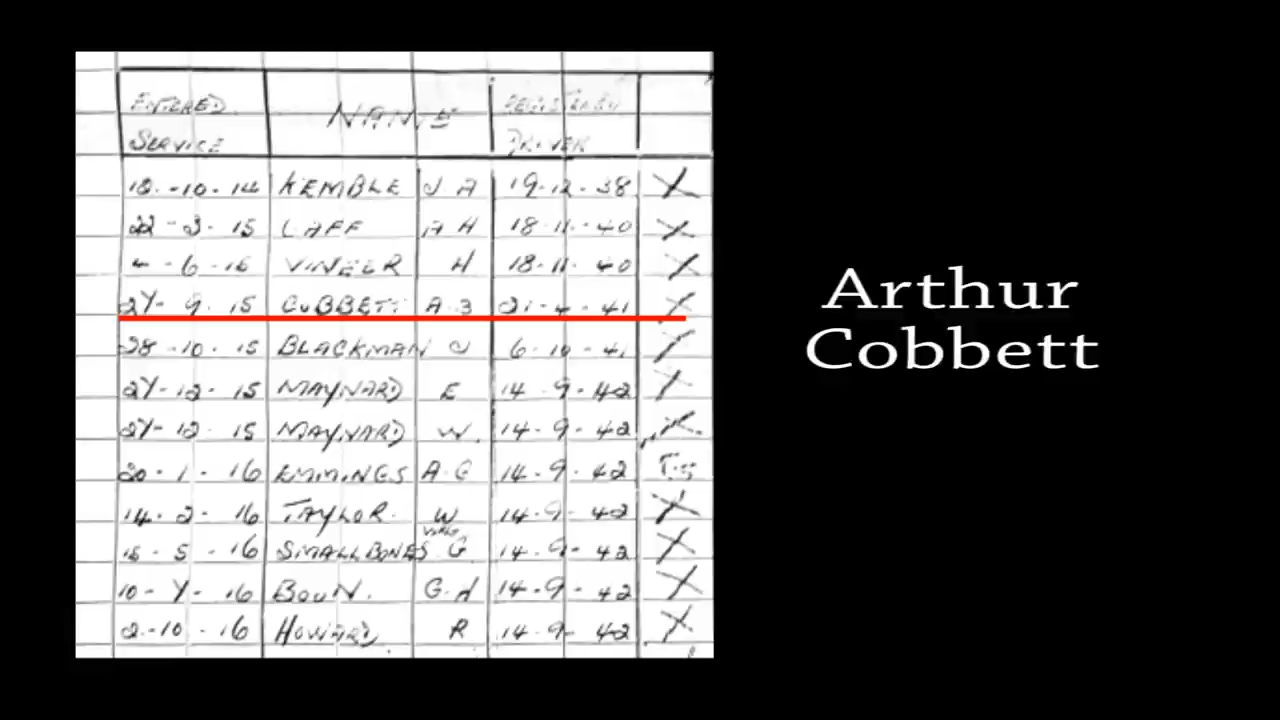 ENTERED SERVICE NAME REGISTERED DRIVER
18.-10-14 KEMBLE J A 19-12-38 X
22-3-15 LAFF A H 18-11-40 X
4-6-15 VINEER H 18-11-40 X
27-9-15 COBBETT A.J 21-4-41 X
28-10-15 BLACKMAN J 6-10-41 X
27-12-15 MAYNARD E 14-9-42 X
27-12-15 MAYNARD W. 14-9-42 X
20-1-16 EMMINGS A.G 14-9-42
14-2-16 TAYLOR. W 14-9-42 X
15-5-16 SMALLBONES G 14-9-42 X
10-7-16 BOUN. G.H 14-9-42 X
2-10-16 HOWARD R 14-9-42 X
Arthur
Cobbett